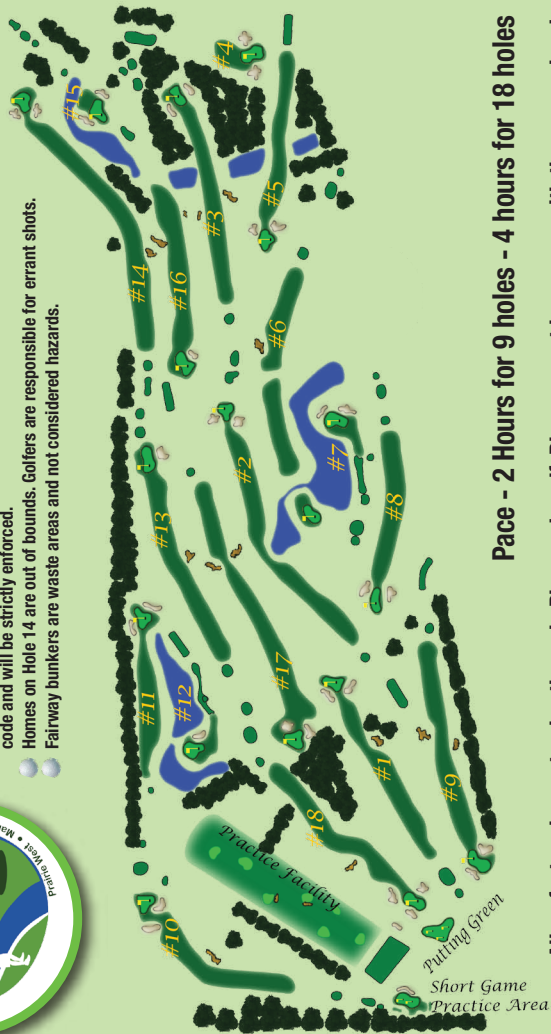 code and will be strictly enforced.
Homes on Hole 14 are out of bounds. Golfers are responsible for errant shots.
Fairway bunkers are waste areas and not considered hazards.
Prairie West •
#4
#15
#5
#3
#14
#16
#6
#2
#7
#8
#13
#11
#12
#17
#1
#9
#18
#10
Practice Facility
Putting Green
Short Game
Practice Area
Pace - 2 Hours for 9 holes - 4 hours for 18 holes